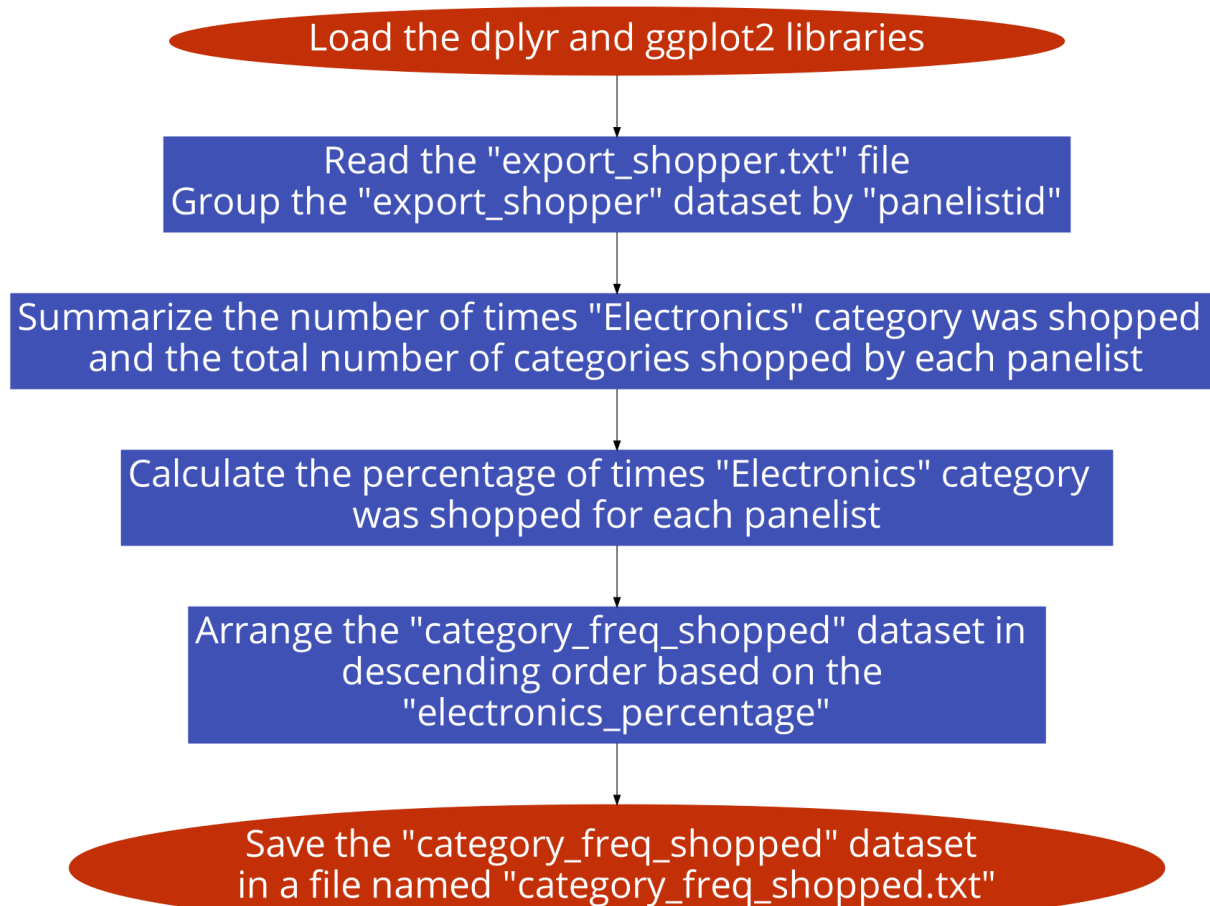 Load the dplyr and ggplot2 libraries
Read the "export_shopper.txt" file
Group the "export_shopper" dataset by "panelistid"
Summarize the number of times "Electronics" category was shopped
and the total number of categories shopped by each panelist
Calculate the percentage of times "Electronics" category
was shopped for each panelist
Arrange the "category_freq_shopped" dataset in
descending order based on the
"electronics_percentage"
Save the "category_freq_shopped" dataset
in a file named "category_freq_shopped.txt"